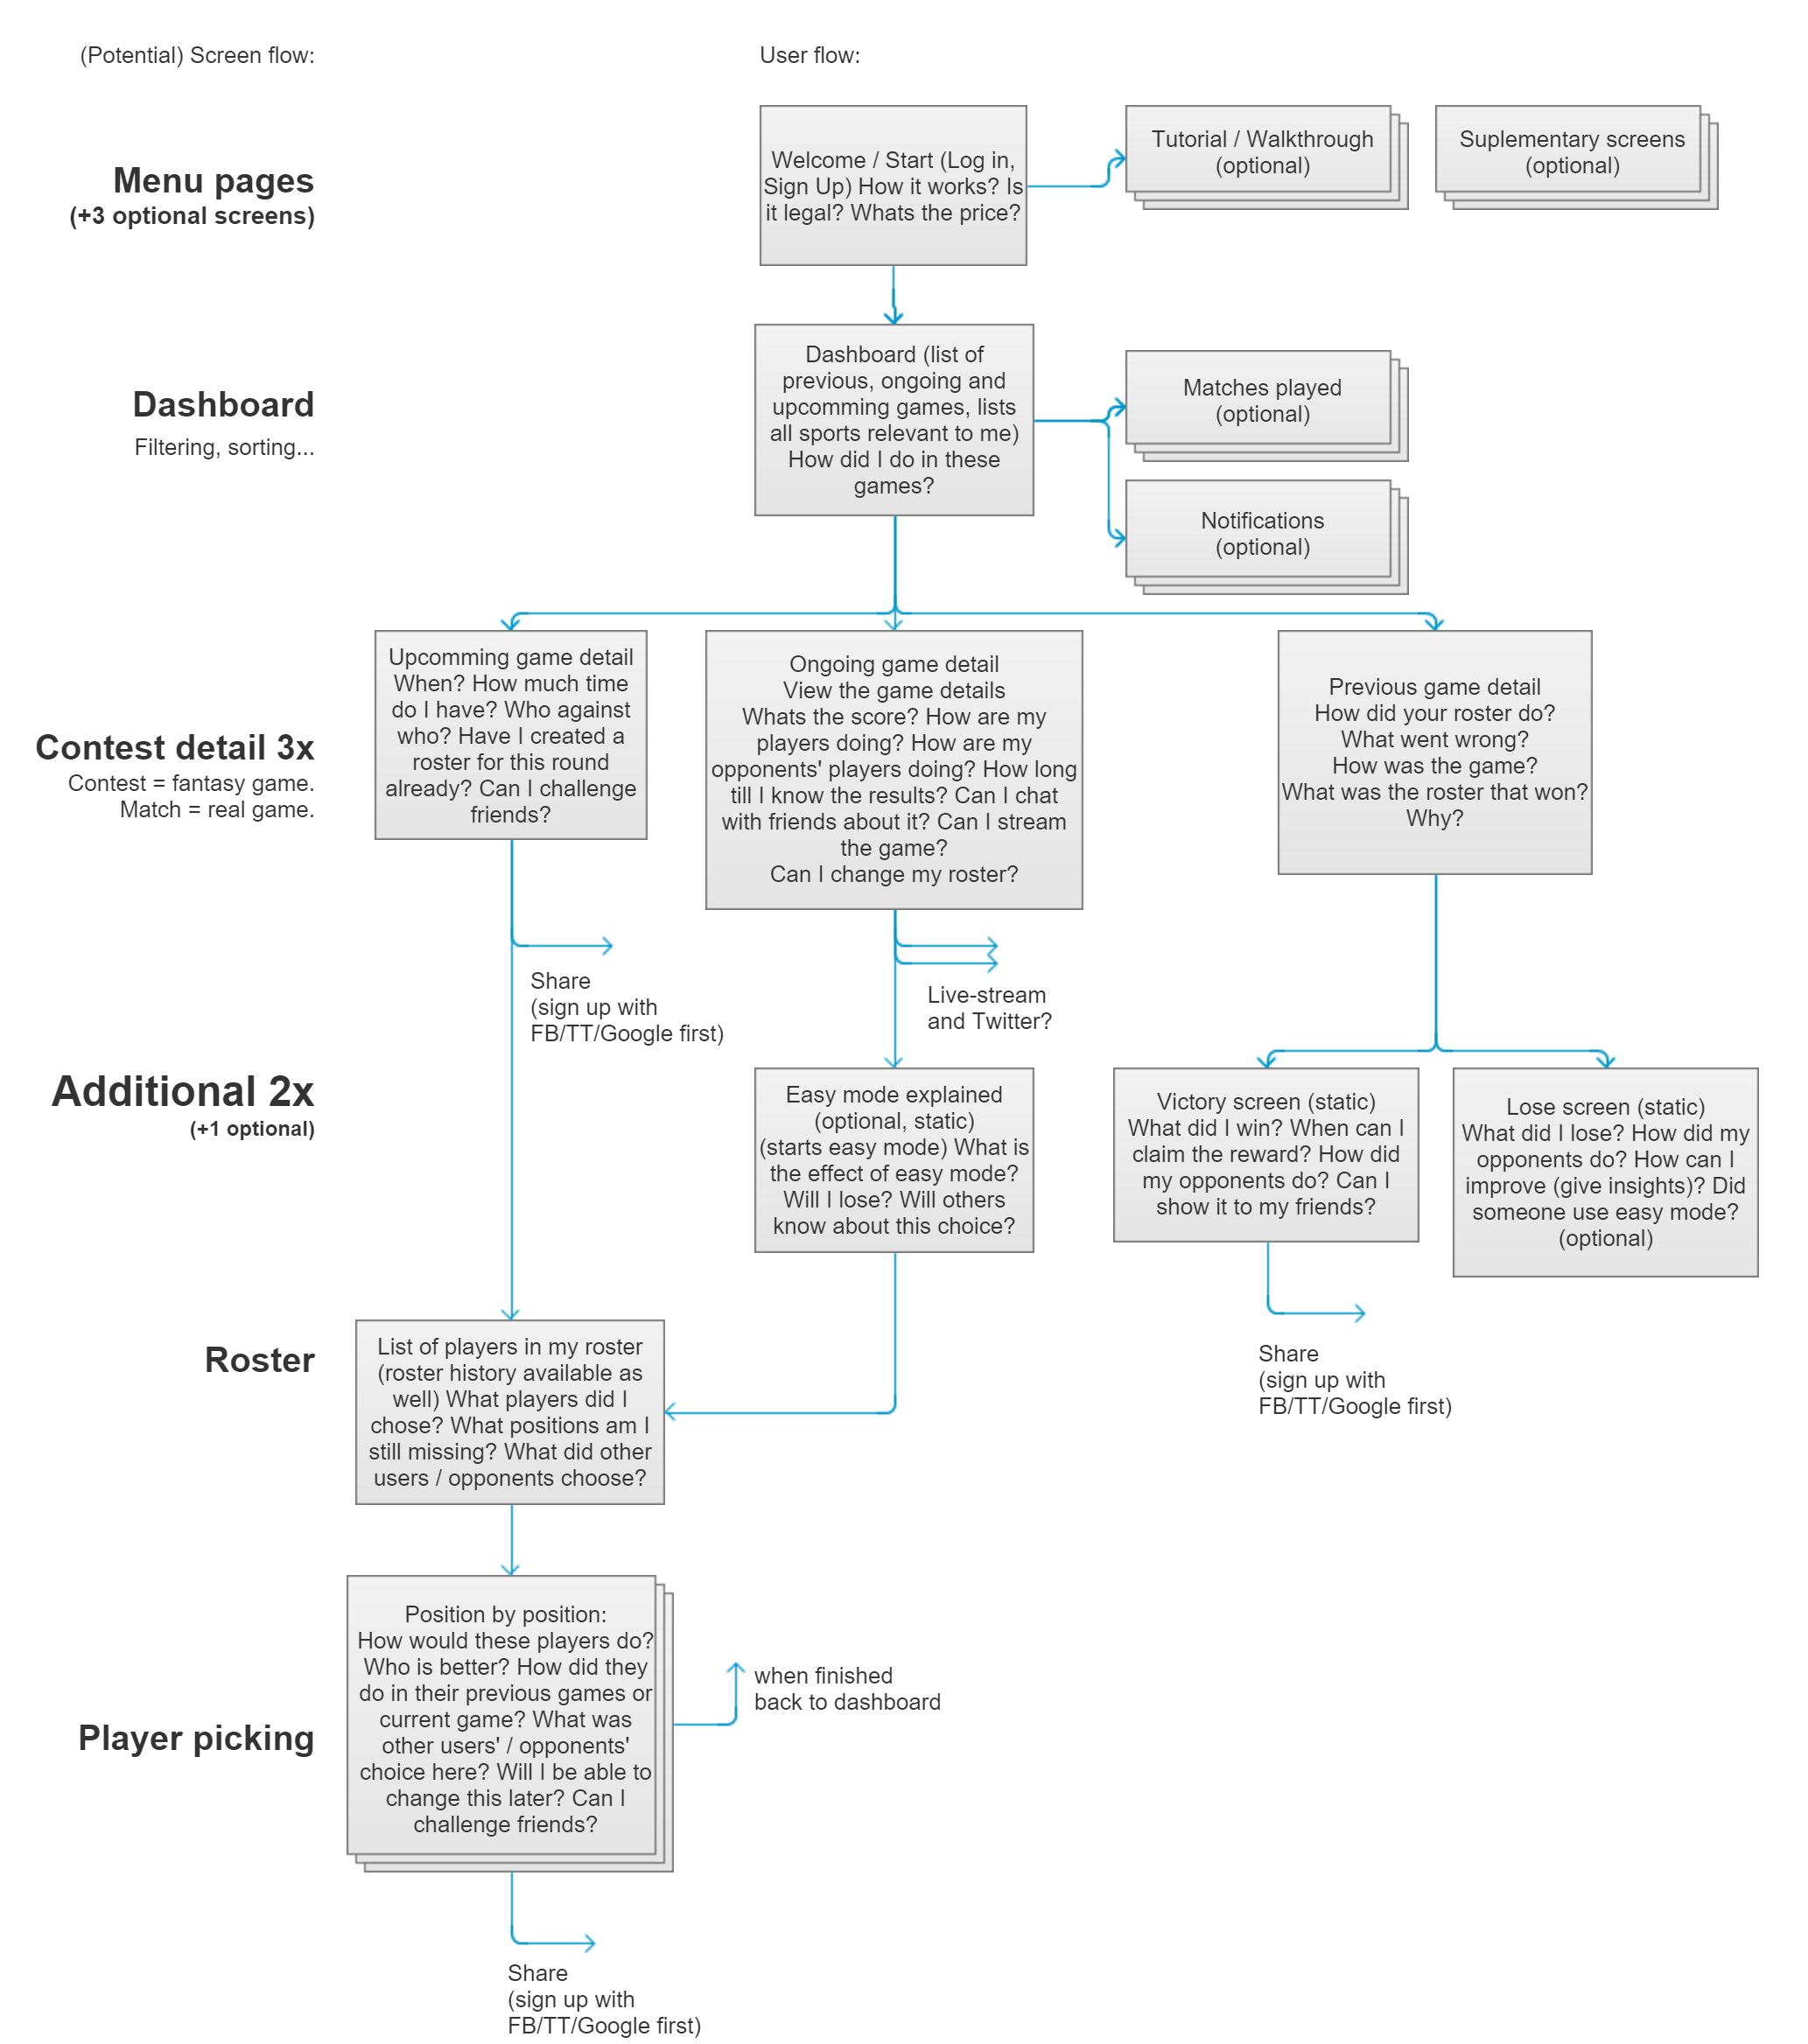 (Potential) Screen flow:
User flow:
Menu pages
(+3 optional screens)
Welcome / Start (Log in,
Sign Up) How it works? Is
it legal? Whats the price?
Tutorial / Walkthrough
(optional)
Suplementary screens
(optional)
Dashboard
Filtering, sorting...
Dashboard (list of
previous, ongoing and
upcomming games, lists
all sports relevant to me)
How did I do in these
games?
Matches played
(optional)
Notifications
(optional)
Contest detail 3x
Contest = fantasy game.
Match = real game.
Upcomming game detail
When? How much time
do I have? Who against
who? Have I created a
roster for this round
already? Can I challenge
friends?
Ongoing game detail
View the game details
Whats the score? How are my
players doing? How are my
opponents' players doing? How long
till I know the results? Can I chat
with friends about it? Can I stream
the game?
Can I change my roster?
Previous game detail
How did your roster do?
What went wrong?
How was the game?
What was the roster that won?
Why?
Share
(sign up with
FB/TT/Google first)
Live-stream
and Twitter?
Additional 2x
(+1 optional)
Easy mode explained
(optional, static)
(starts easy mode) What is
the effect of easy mode?
Will I lose? Will others
know about this choice?
Victory screen (static)
What did I win? When can I
claim the reward? How did
my opponents do? Can I
show it to my friends?
Lose screen (static)
What did I lose? How did my
opponents do? How can I
improve (give insights)? Did
someone use easy mode?
(optional)
Share
(sign up with
FB/TT/Google first)
Roster
List of players in my roster
(roster history available as
well) What players did I
chose? What positions am I
still missing? What did other
users / opponents choose?
Player picking
Position by position:
How would these players do?
Who is better? How did they
do in their previous games or
current game? What was
other users' / opponents'
choice here? Will I be able to
change this later? Can I
challenge friends?
when finished
back to dashboard
Share
(sign up with
FB/TT/Google first)